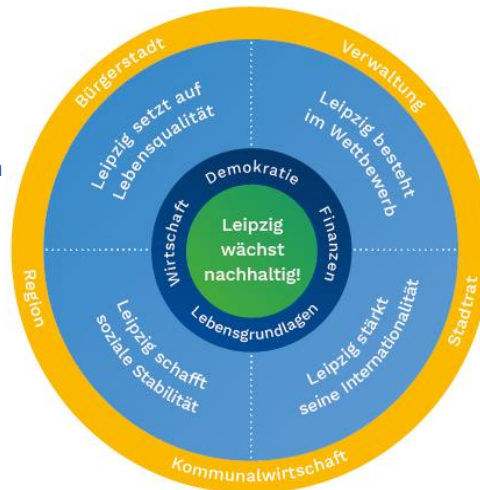 Bürgerstadt
Verwaltung
Leipzig setzt auf
Lebensqualität
Leipzig besteht
im Wettbewerb
Demokratie
Wirtschaft
Finanzen
Leipzig
wächst
nachhaltig!
Lebensgrundlagen
Region
Stadtrat
Leipzig schafft
soziale Stabilität
Leipzig stärkt
seine Internationalität
Kommunalwirtschaft